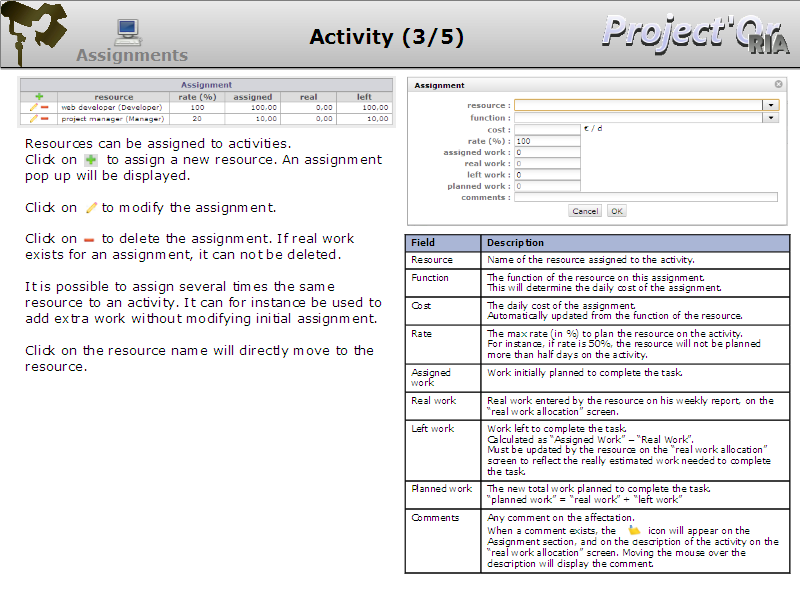 Assignments
Activity (3/5)
Project'Or
RIA
Assignment
resource rate (%) assigned real left
web developer (Developer) 100 100,00 0,00 100,00
project manager (Manager) 20 10,00 0,00 10,00
Resources can be assigned to activities.
Click on to assign a new resource. An assignment
pop up will be displayed.
Click on to modify the assignment.
Click on to delete the assignment. If real work
exists for an assignment, it can not be deleted.
It is possible to assign several times the same
resource to an activity. It can for instance be used to
add extra work without modifying initial assignment.
Click on the resource name will directly move to the
resource.
Assignment
resource :
function :
cost : € / d
rate (%) : 100
assigned work : 0
real work : 0
left work : 0
planned work : 0
comments :
Cancel OK
Field Description
Resource Name of the resource assigned to the activity.
Function The function of the resource on this assignment.
This will determine the daily cost of the assignment.
Cost The daily cost of the assignment.
Automatically updated from the function of the resource.
Rate The max rate (in %) to plan the resource on the activity.
For instance, if rate is 50%, the resource will not be planned
more than half days on the activity.
Assigned Work initially planned to complete the task.
work
Real work Real work entered by the resource on his weekly report, on the
“real work allocation” screen.
Left work Work left to complete the task.
Calculated as “Assigned Work” – “Real Work”.
Must be updated by the resource on the “real work allocation”
screen to reflect the really estimated work needed to complete
the task.
Planned work The new total work planned to complete the task.
“planned work” = “real work” + “left work”
Comments Any comment on the affectation.
When a comment exists, the icon will appear on the
Assignment section, and on the description of the activity on the
“real work allocation” screen. Moving the mouse over the
description will display the comment.